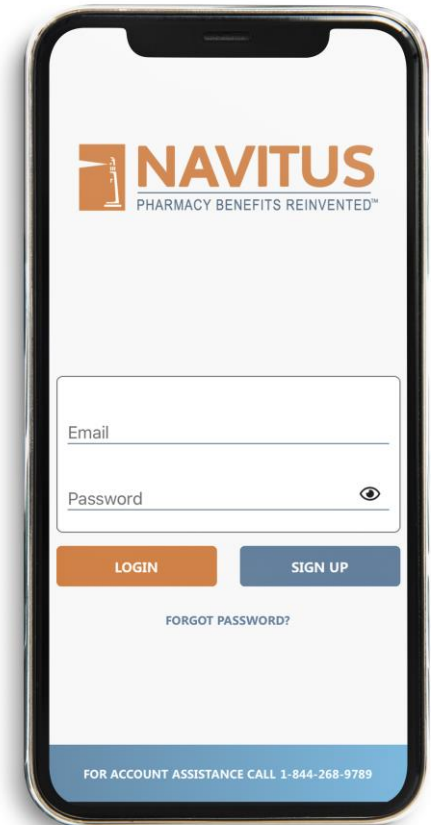 NAVITUS
PHARMACY BENEFITS REINVENTED™
Email
Password
LOGIN
SIGN UP
FORGOT PASSWORD?
FOR ACCOUNT ASSISTANCE CALL 1-844-268-9789